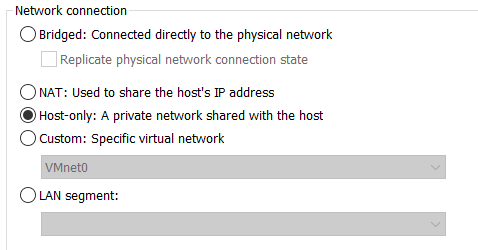 Network connection
Bridged: Connected directly to the physical network
Replicate physical network connection state
NAT: Used to share the host's IP address
Host-only: A private network shared with the host
Custom: Specific virtual network
VMnet0
LAN segment: